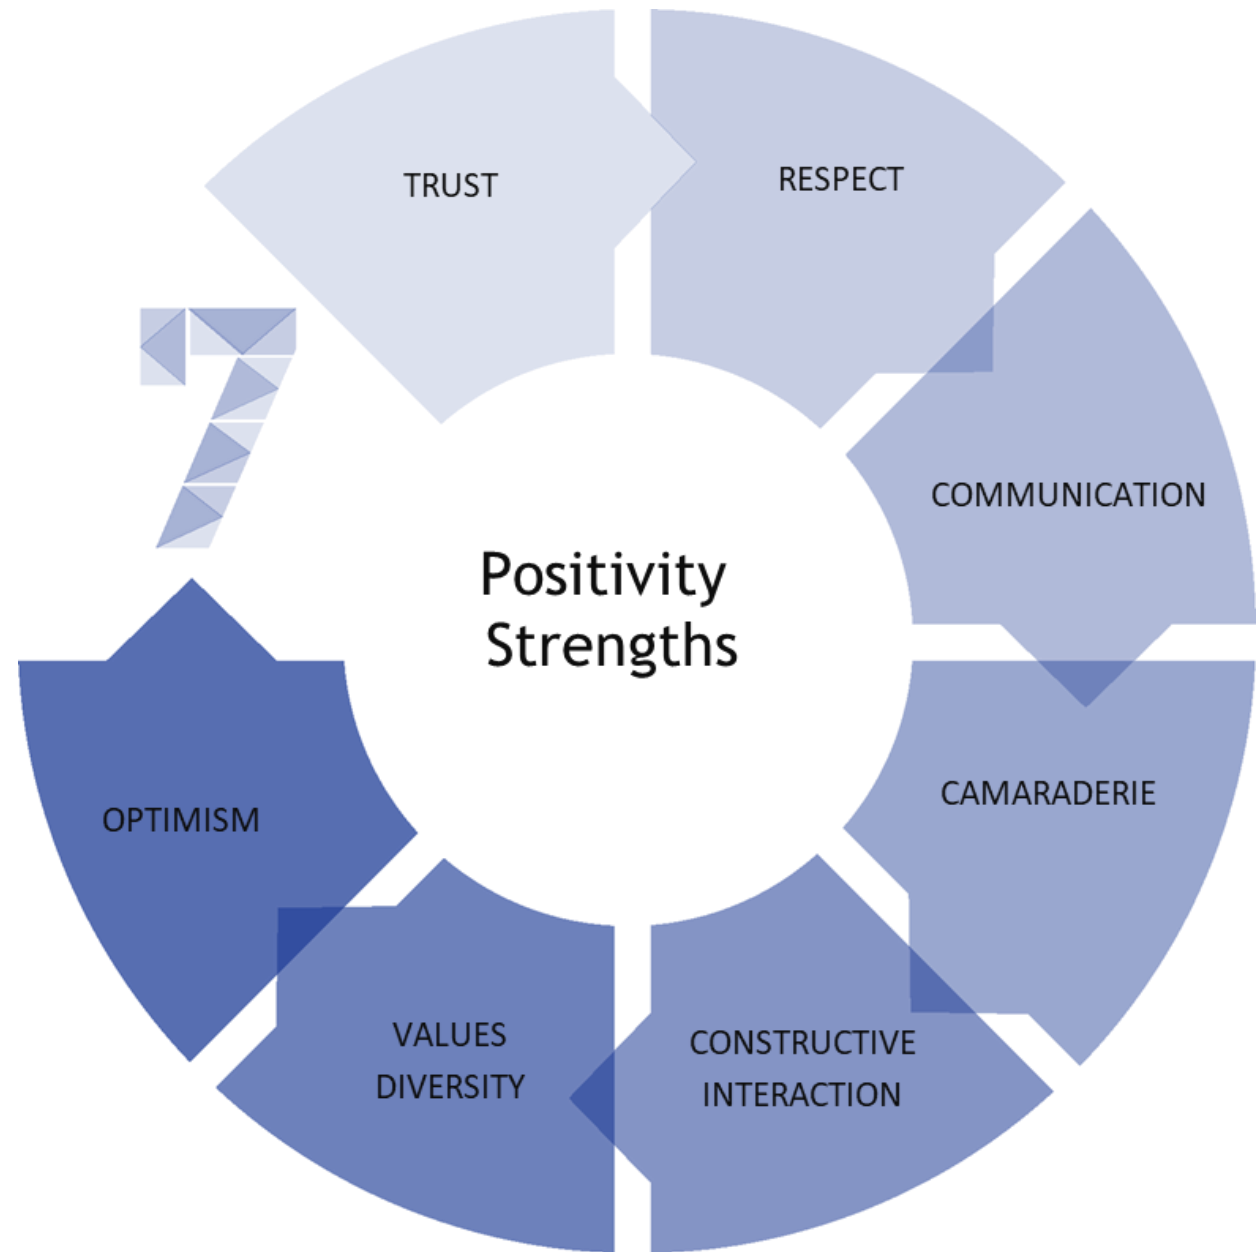 7
Positivity
Strengths
TRUST
RESPECT
COMMUNICATION
CAMARADERIE
CONSTRUCTIVE
INTERACTION
VALUES
DIVERSITY
OPTIMISM